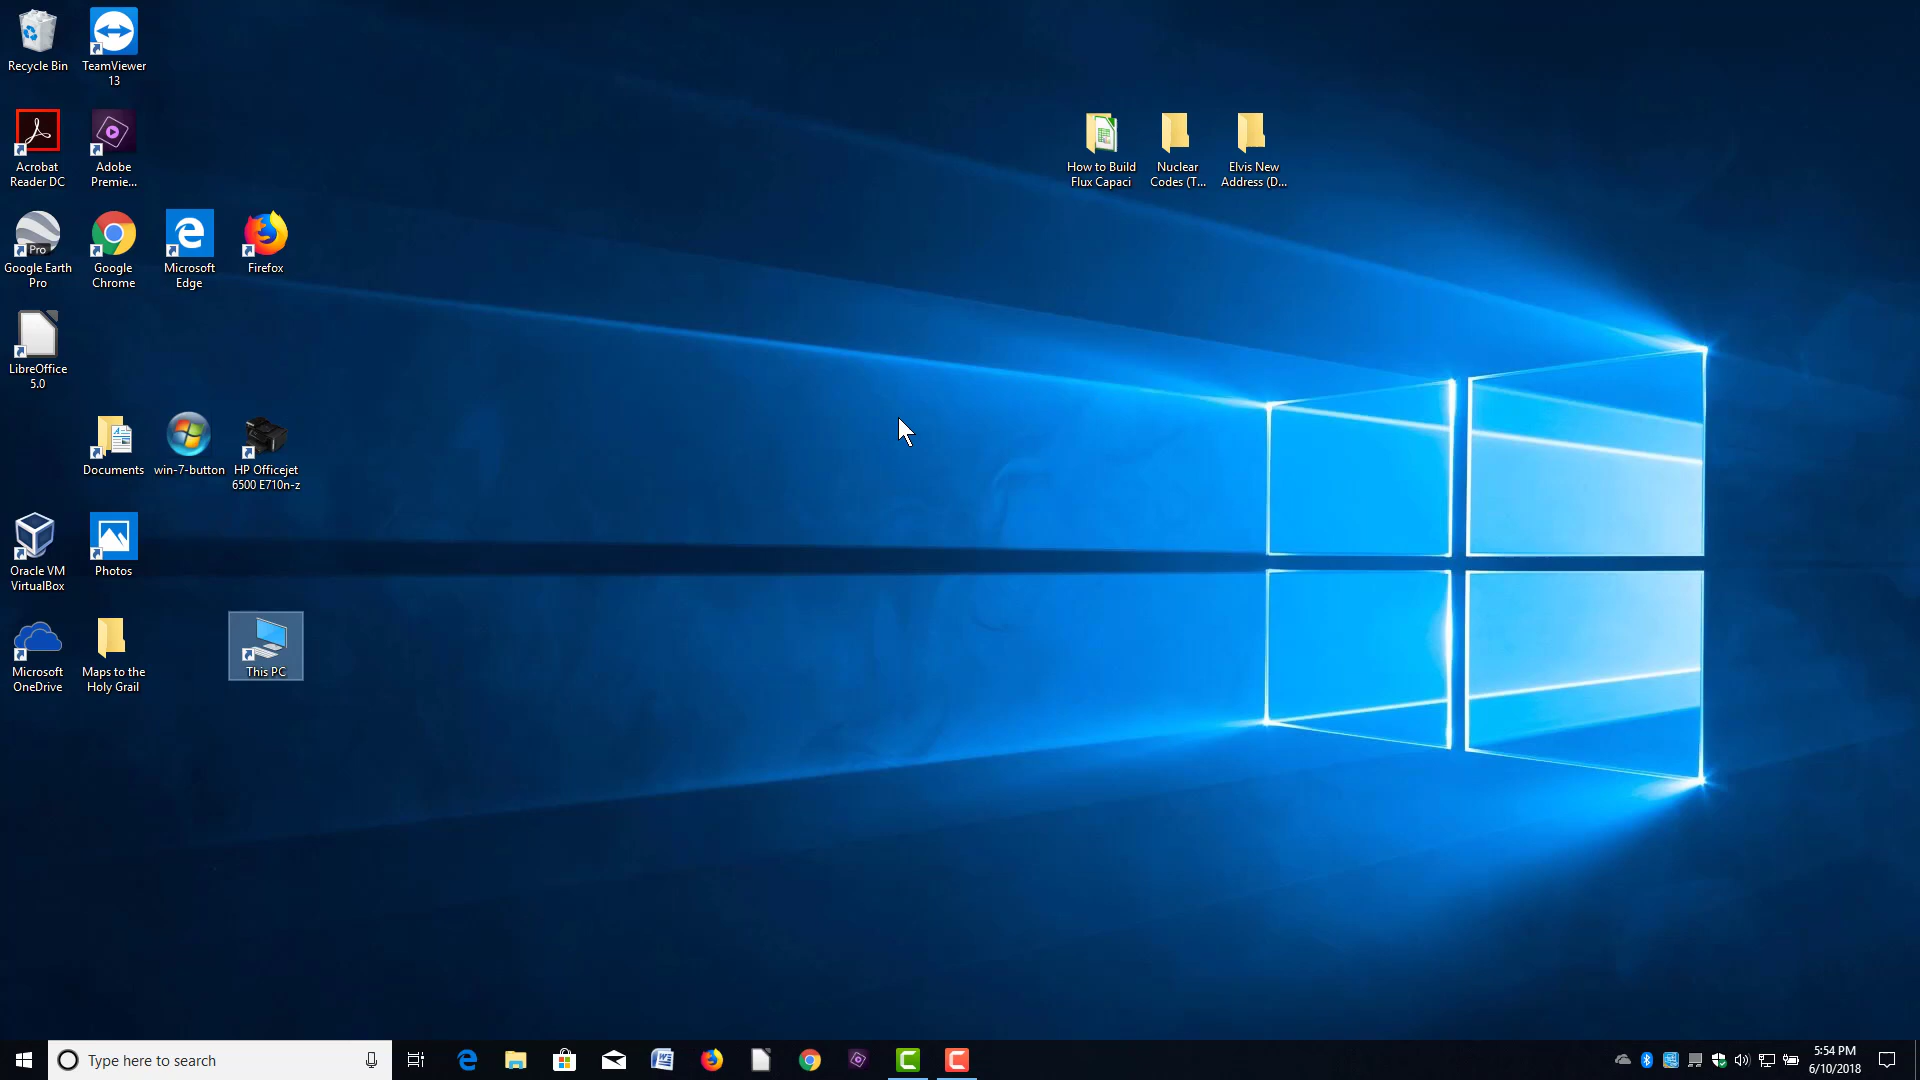 Recycle Bin
TeamViewer
13
Acrobat
Reader DC
Adobe
Premie...
How to Build
Flux Capaci
Nuclear
Codes (T...
Elvis New
Address (D...
Pro
Google Earth
Pro
Google
Chrome
Microsoft
Edge
Firefox
LibreOffice
5.0
Documents
win-7-button
HP Officejet
6500 E710n-z
Oracle VM
VirtualBox
Photos
Microsoft
OneDrive
Maps to the
Holy Grail
This PC
Type here to search
5:54 PM
6/10/2018